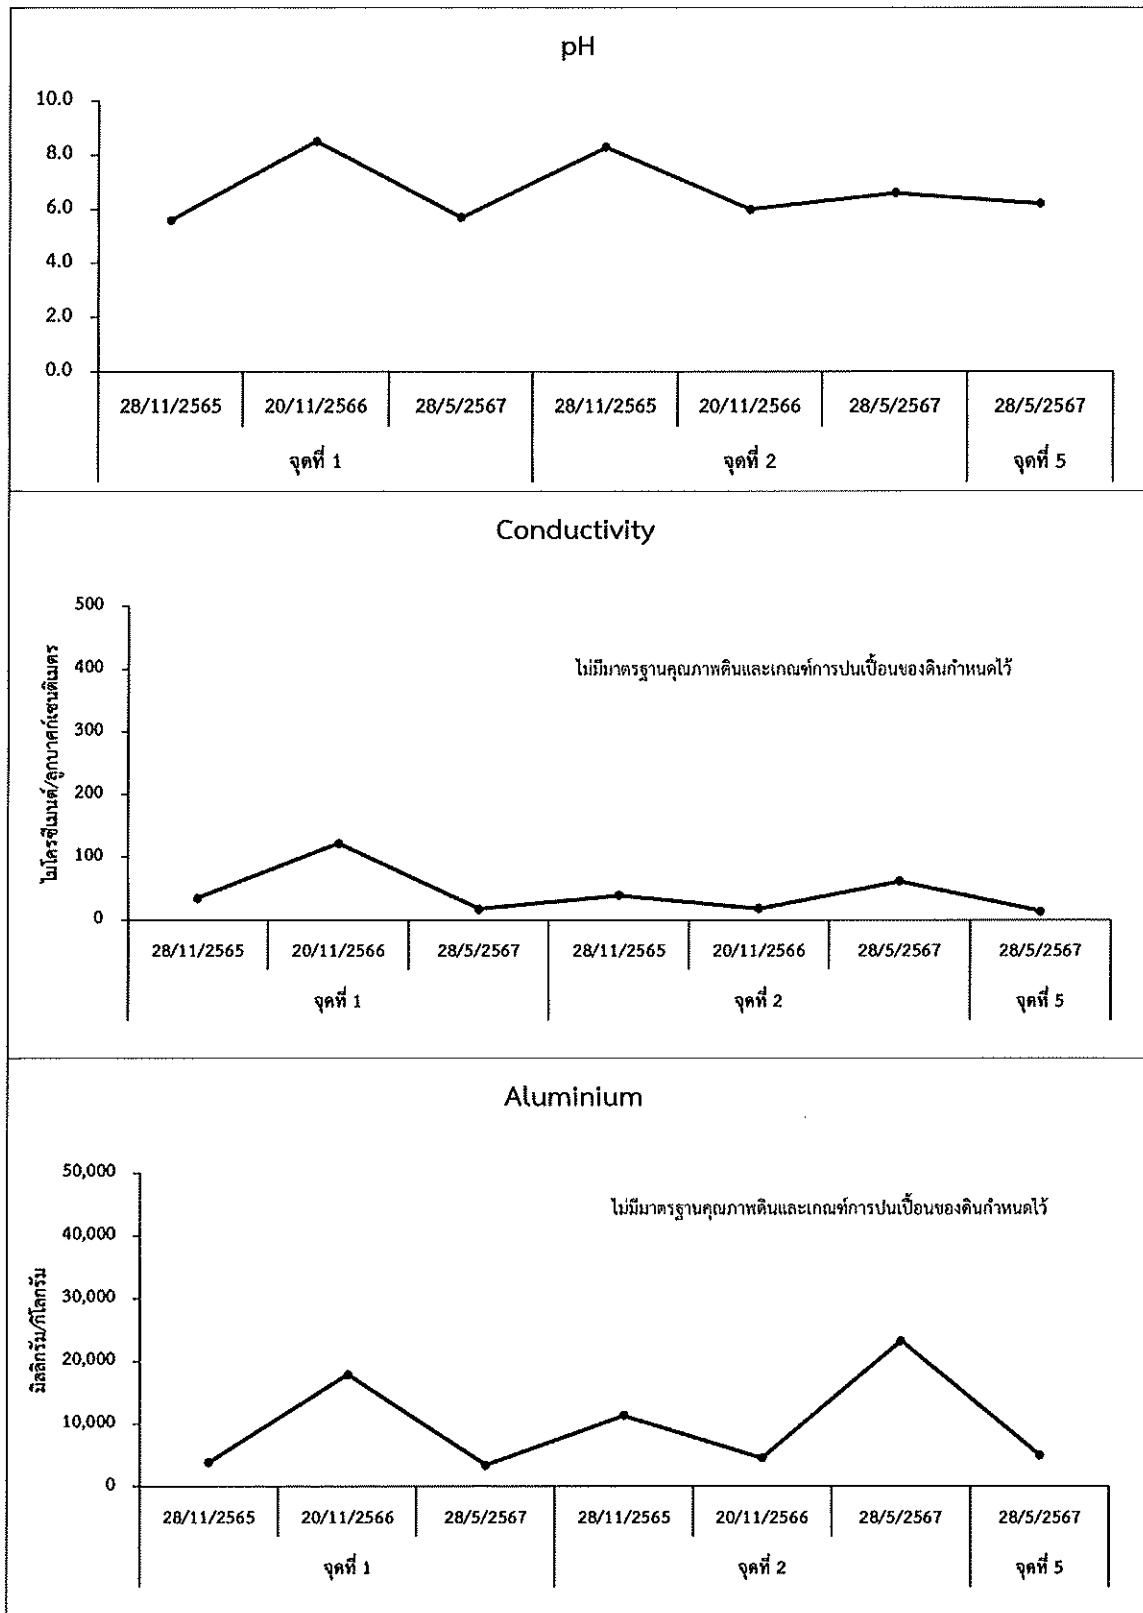 pH
10.0
8.0
6.0
4.0
2.0
0.0
28/11/2565 20/11/2566 28/5/2567 28/11/2565 20/11/2566 28/5/2567 28/5/2567
จุดที่ 1 จุดที่ 2 จุดที่ 5
Conductivity
ไมโครซีเมนต์/ลูกบาศก์เซนติเมตร
500
400
300
200
100
0
ไม่มีมาตรฐานคุณภาพดินและเกณฑ์การปนเปื้อนของดินกำหนดไว้
28/11/2565 20/11/2566 28/5/2567 28/11/2565 20/11/2566 28/5/2567 28/5/2567
จุดที่ 1 จุดที่ 2 จุดที่ 5
Aluminium
มิลลิกรัม/กิโลกรัม
50,000
40,000
30,000
20,000
10,000
0
ไม่มีมาตรฐานคุณภาพดินและเกณฑ์การปนเปื้อนของดินกำหนดไว้
28/11/2565 20/11/2566 28/5/2567 28/11/2565 20/11/2566 28/5/2567 28/5/2567
จุดที่ 1 จุดที่ 2 จุดที่ 5